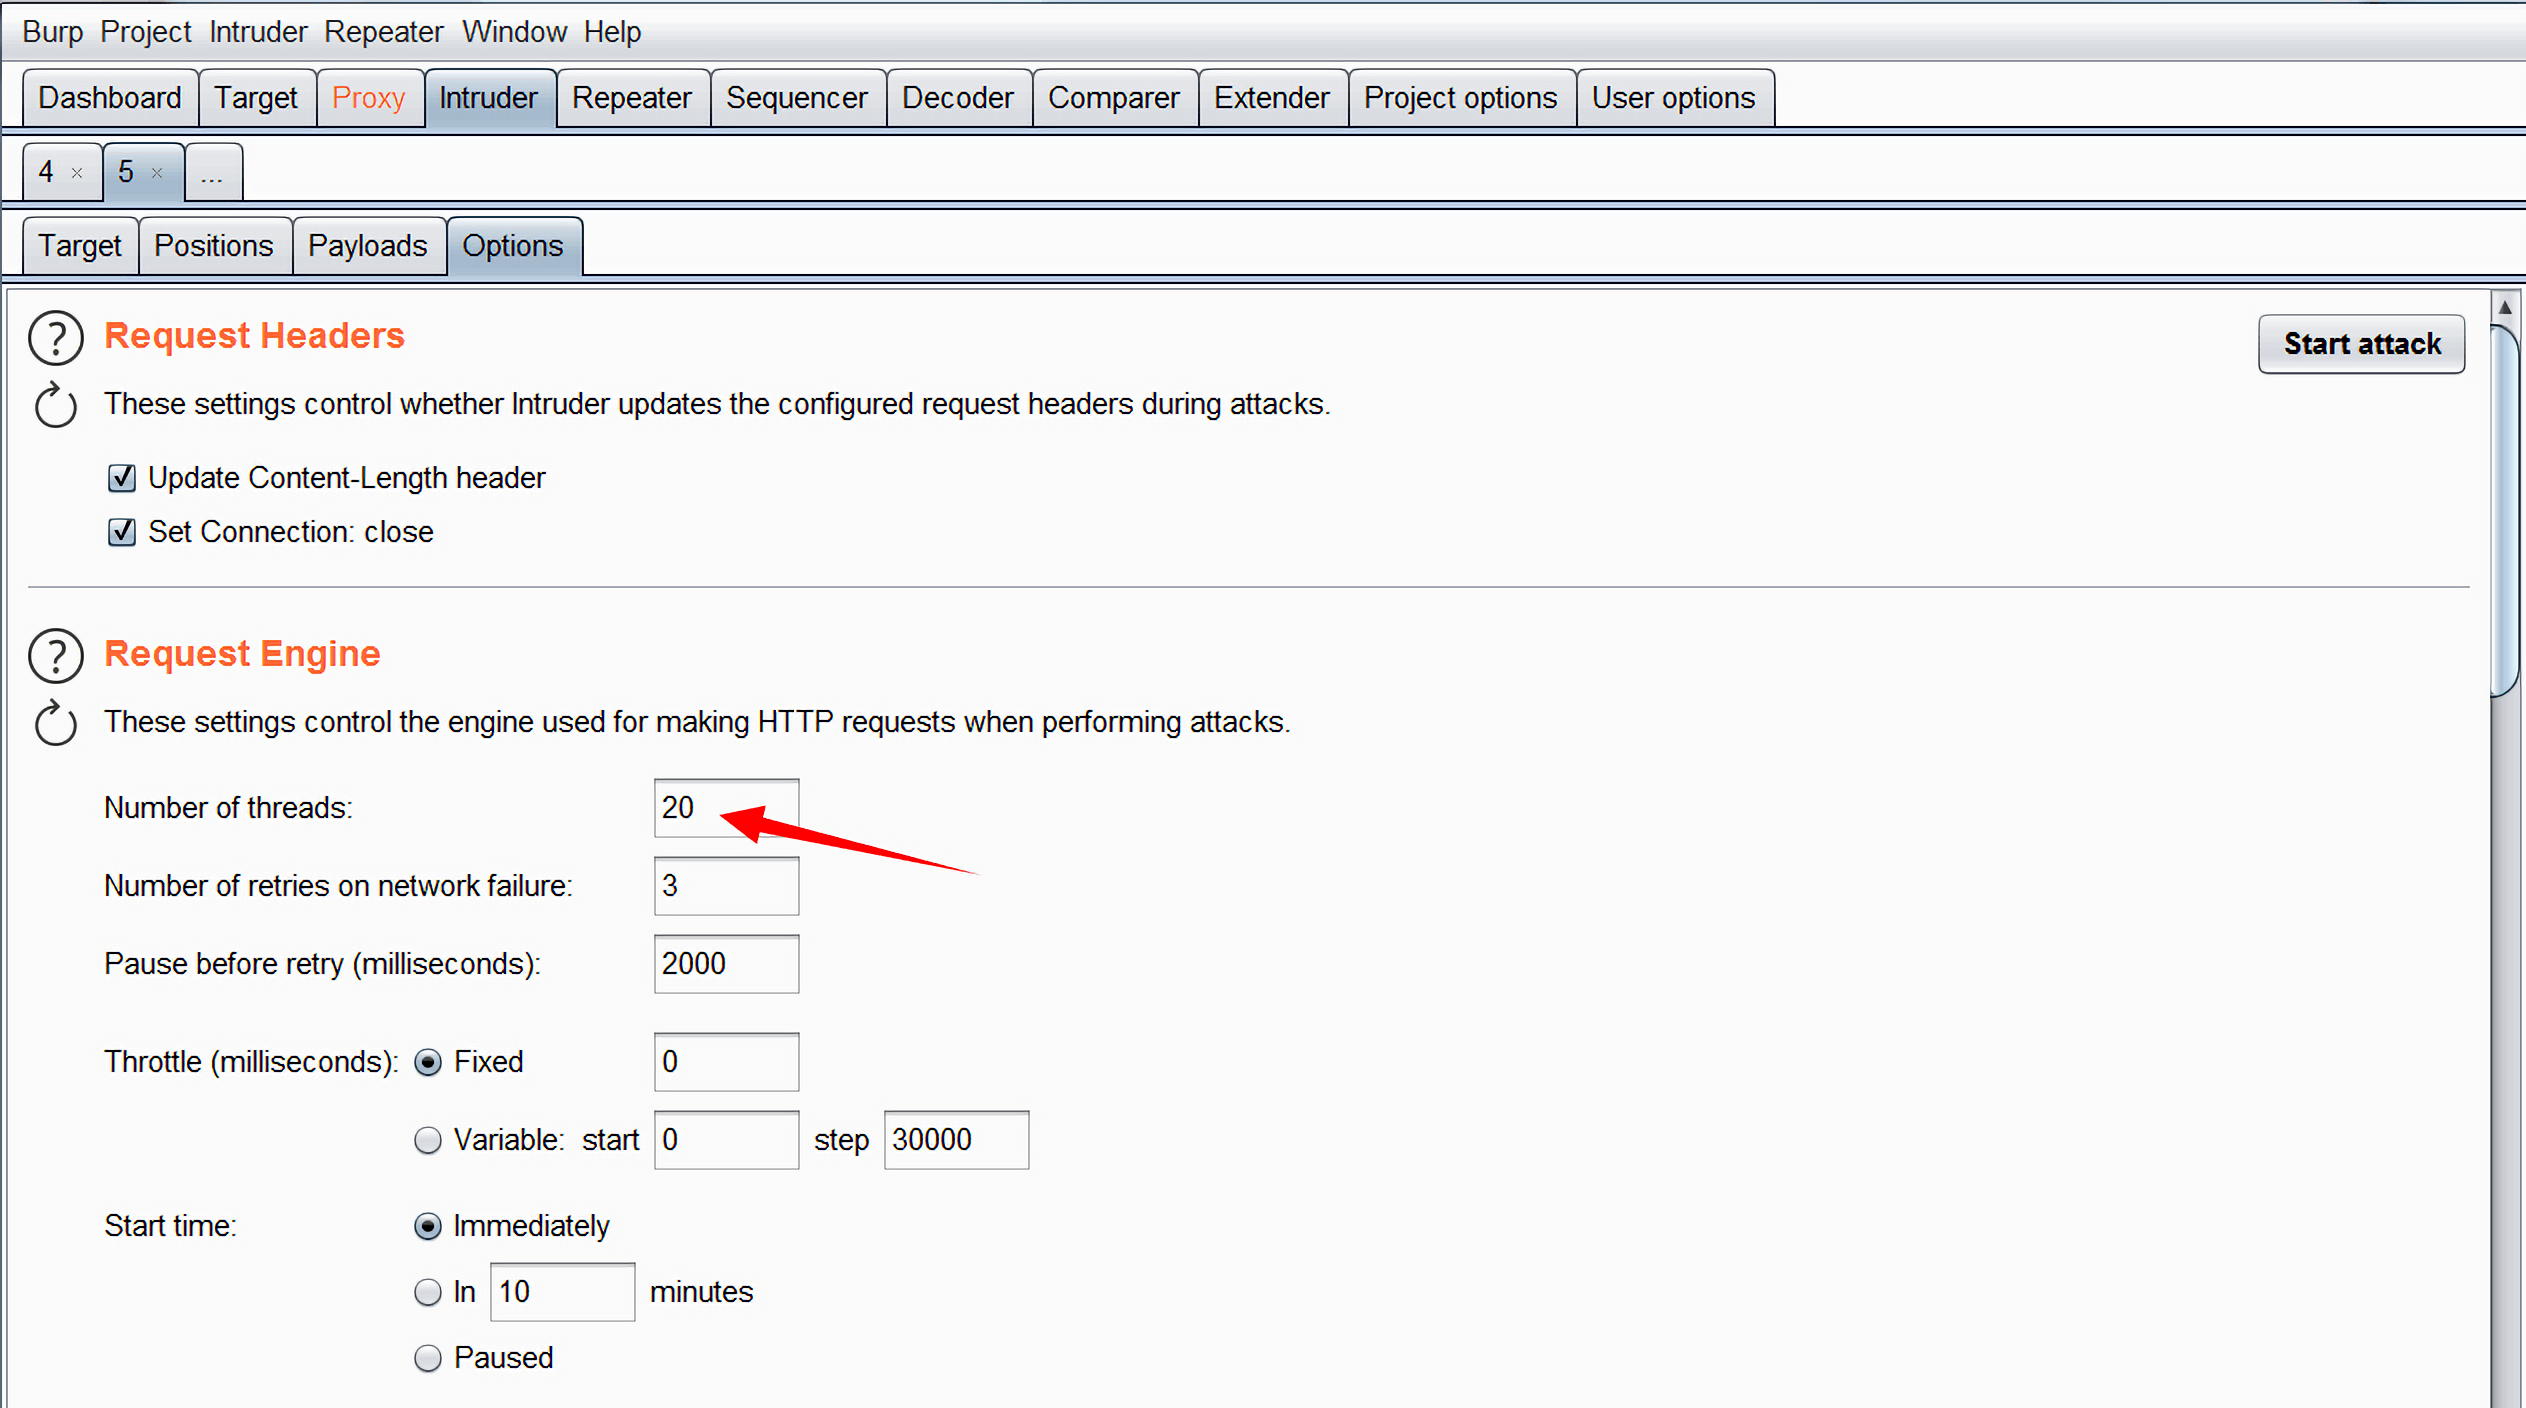 Burp Project Intruder Repeater Window Help
Dashboard Target Proxy Intruder Repeater Sequencer Decoder Comparer Extender Project options User options
4 × 5 × ...
Target Positions Payloads Options
? Request Headers
Start attack
These settings control whether Intruder updates the configured request headers during attacks.
Update Content-Length header
Set Connection: close
? Request Engine
These settings control the engine used for making HTTP requests when performing attacks.
Number of threads: 20
Number of retries on network failure: 3
Pause before retry (milliseconds): 2000
Throttle (milliseconds): Fixed 0
Variable: start 0 step 30000
Start time: Immediately
In 10 minutes
Paused